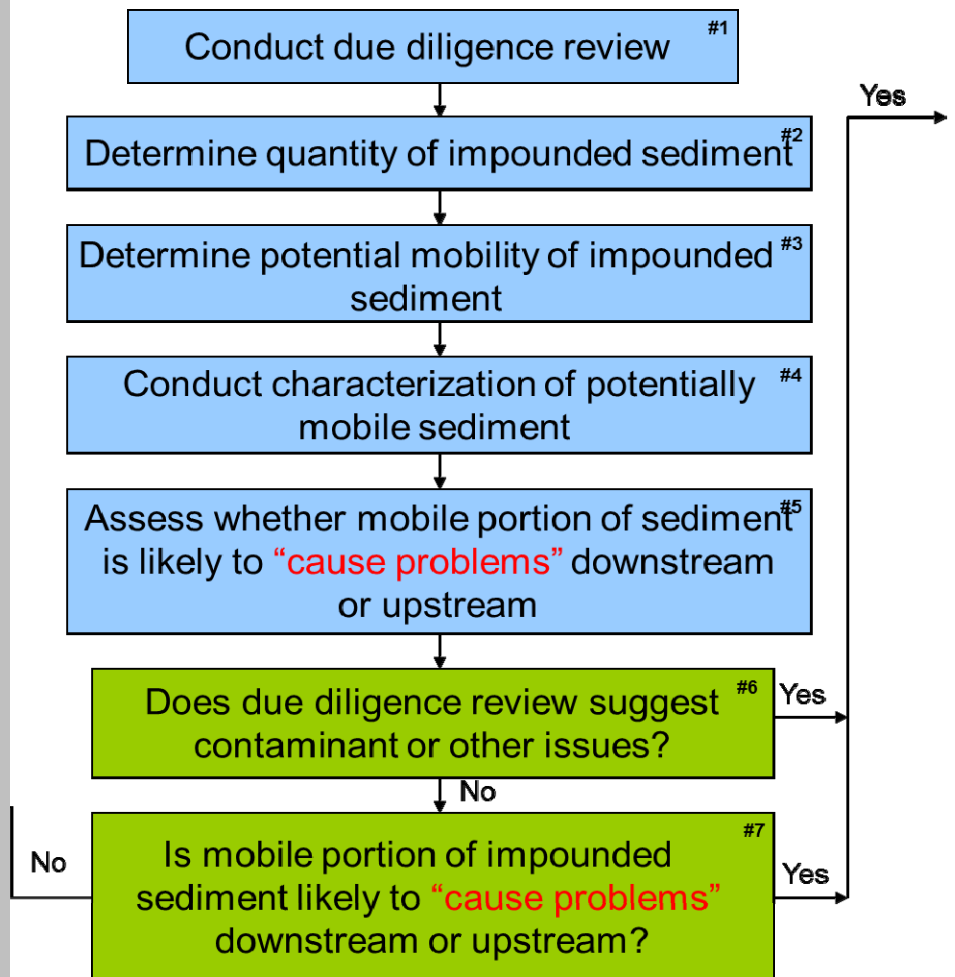 Conduct due diligence review #1
Yes
Determine quantity of impounded sediment #2
Determine potential mobility of impounded #3
sediment
Conduct characterization of potentially #4
mobile sediment
Assess whether mobile portion of sediment #5
is likely to “cause problems” downstream
or upstream
Does due diligence review suggest #6
contaminant or other issues?
Yes
No
Is mobile portion of impounded #7
sediment likely to “cause problems”
downstream or upstream?
No
Yes